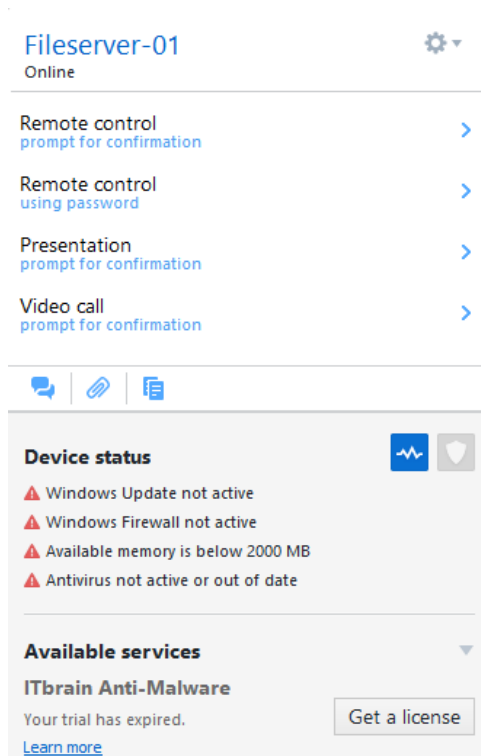 Fileserver-01
Online
Remote control
prompt for confirmation
Remote control
using password
Presentation
prompt for confirmation
Video call
prompt for confirmation
Device status
Windows Update not active
Windows Firewall not active
Available memory is below 2000 MB
Antivirus not active or out of date
Available services
ITbrain Anti-Malware
Your trial has expired.
Get a license
Learn more